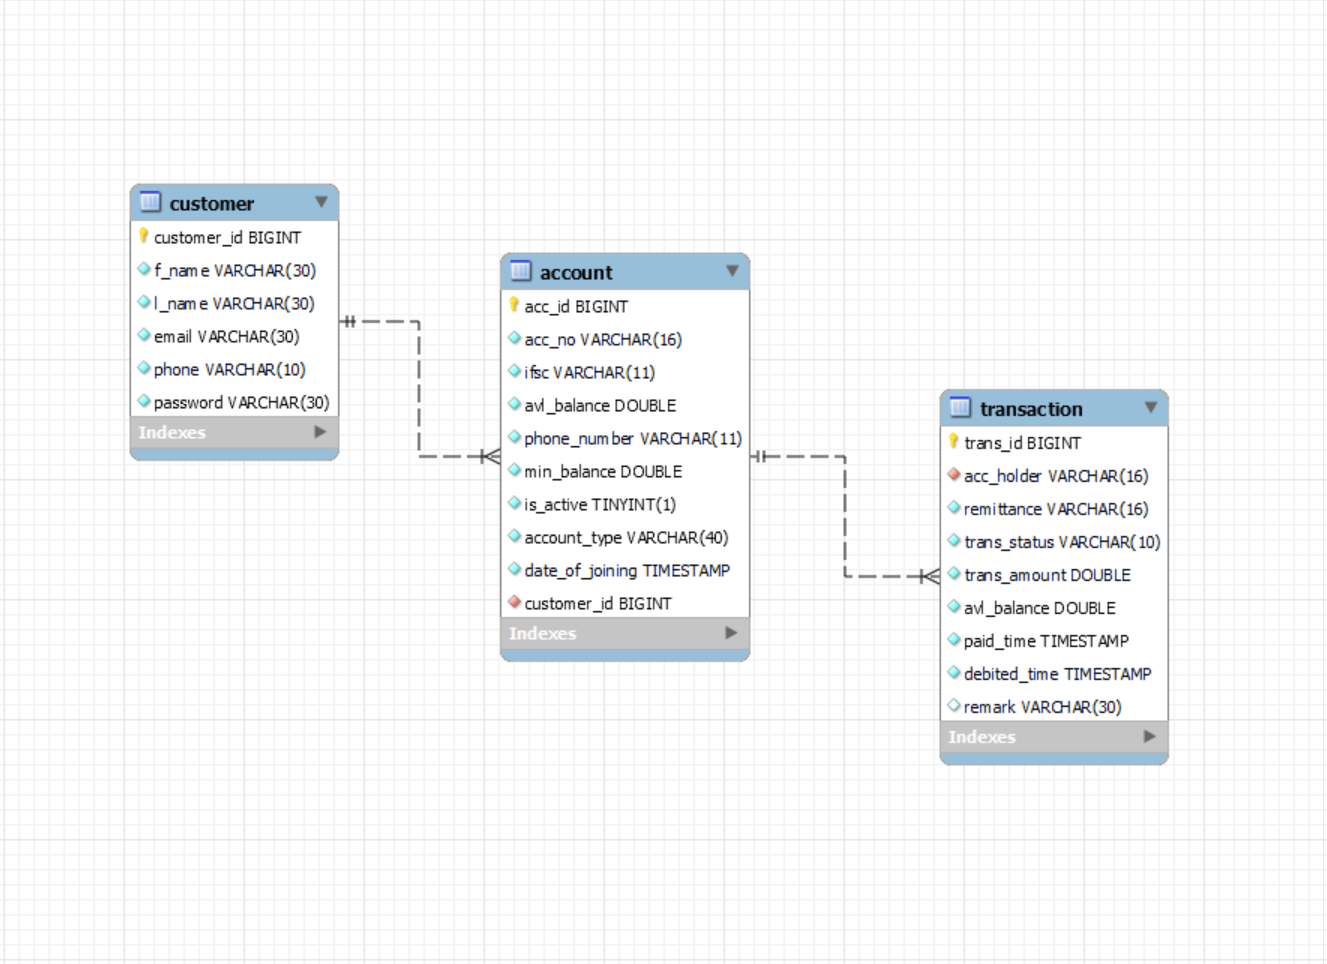 customer
customer_id BIGINT
f_name VARCHAR(30)
l_name VARCHAR(30)
email VARCHAR(30)
phone VARCHAR(10)
password VARCHAR(30)
Indexes
account
acc_id BIGINT
acc_no VARCHAR(16)
ifsc VARCHAR(11)
avl_balance DOUBLE
phone_number VARCHAR(11)
min_balance DOUBLE
is_active TINYINT(1)
account_type VARCHAR(40)
date_of_joining TIMESTAMP
customer_id BIGINT
Indexes
transaction
trans_id BIGINT
acc_holder VARCHAR(16)
remittance VARCHAR(16)
trans_status VARCHAR(10)
trans_amount DOUBLE
avl_balance DOUBLE
paid_time TIMESTAMP
debited_time TIMESTAMP
remark VARCHAR(30)
Indexes